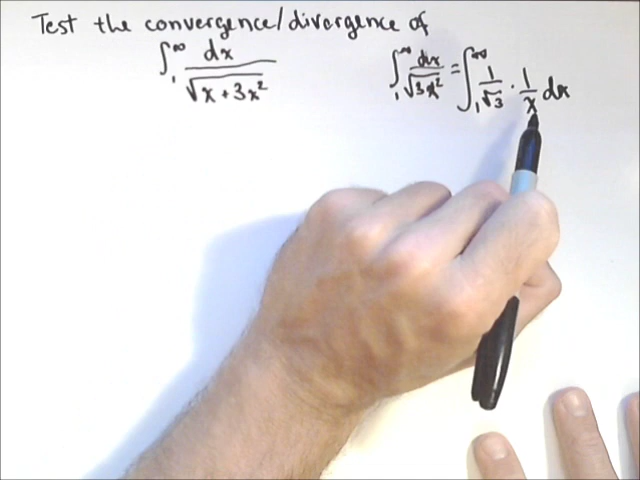 Test the convergence/divergence of
∫₁^∞ dx/√(x+3x²)
∫₁^∞ dx/√(3x²) = ∫₁^∞ 1/√3 · 1/x dx